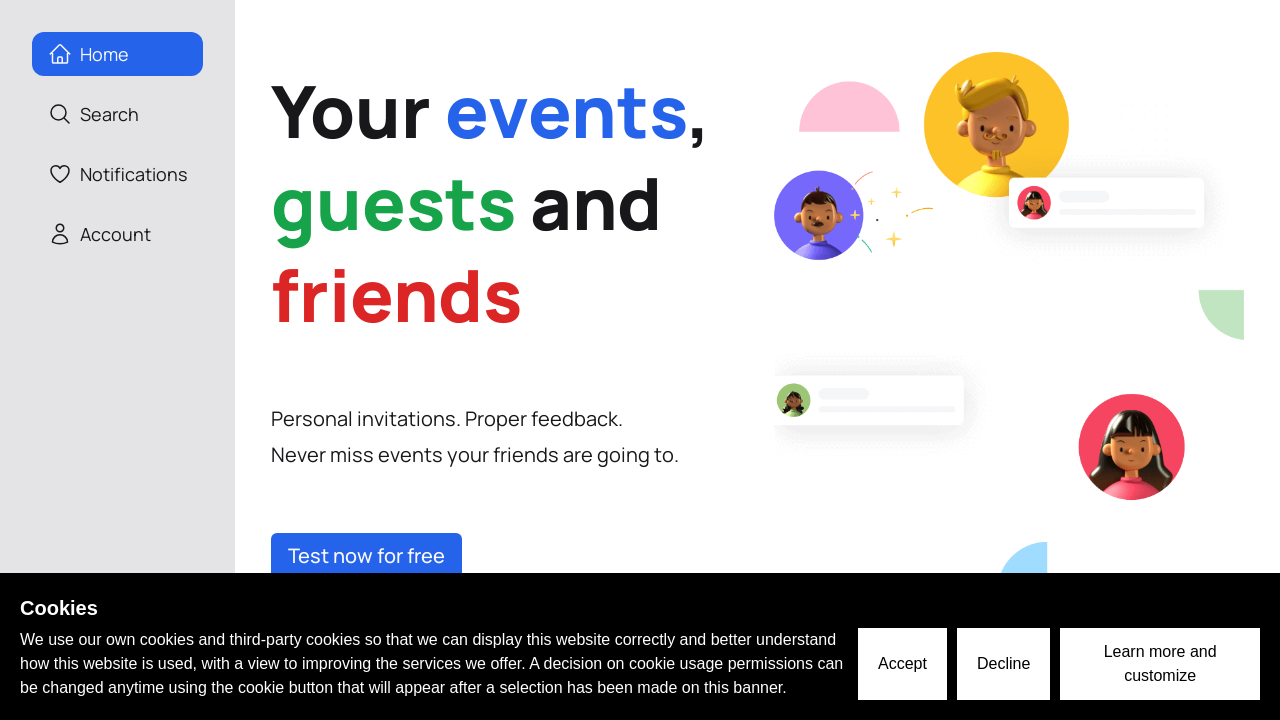 Home
Search
Notifications
Account
Your events,
guests and
friends
Personal invitations. Proper feedback.
Never miss events your friends are going to.
Test now for free
Cookies
We use our own cookies and third-party cookies so that we can display this website correctly and better understand
how this website is used, with a view to improving the services we offer. A decision on cookie usage permissions can
be changed anytime using the cookie button that will appear after a selection has been made on this banner.
Accept
Decline
Learn more and
customize